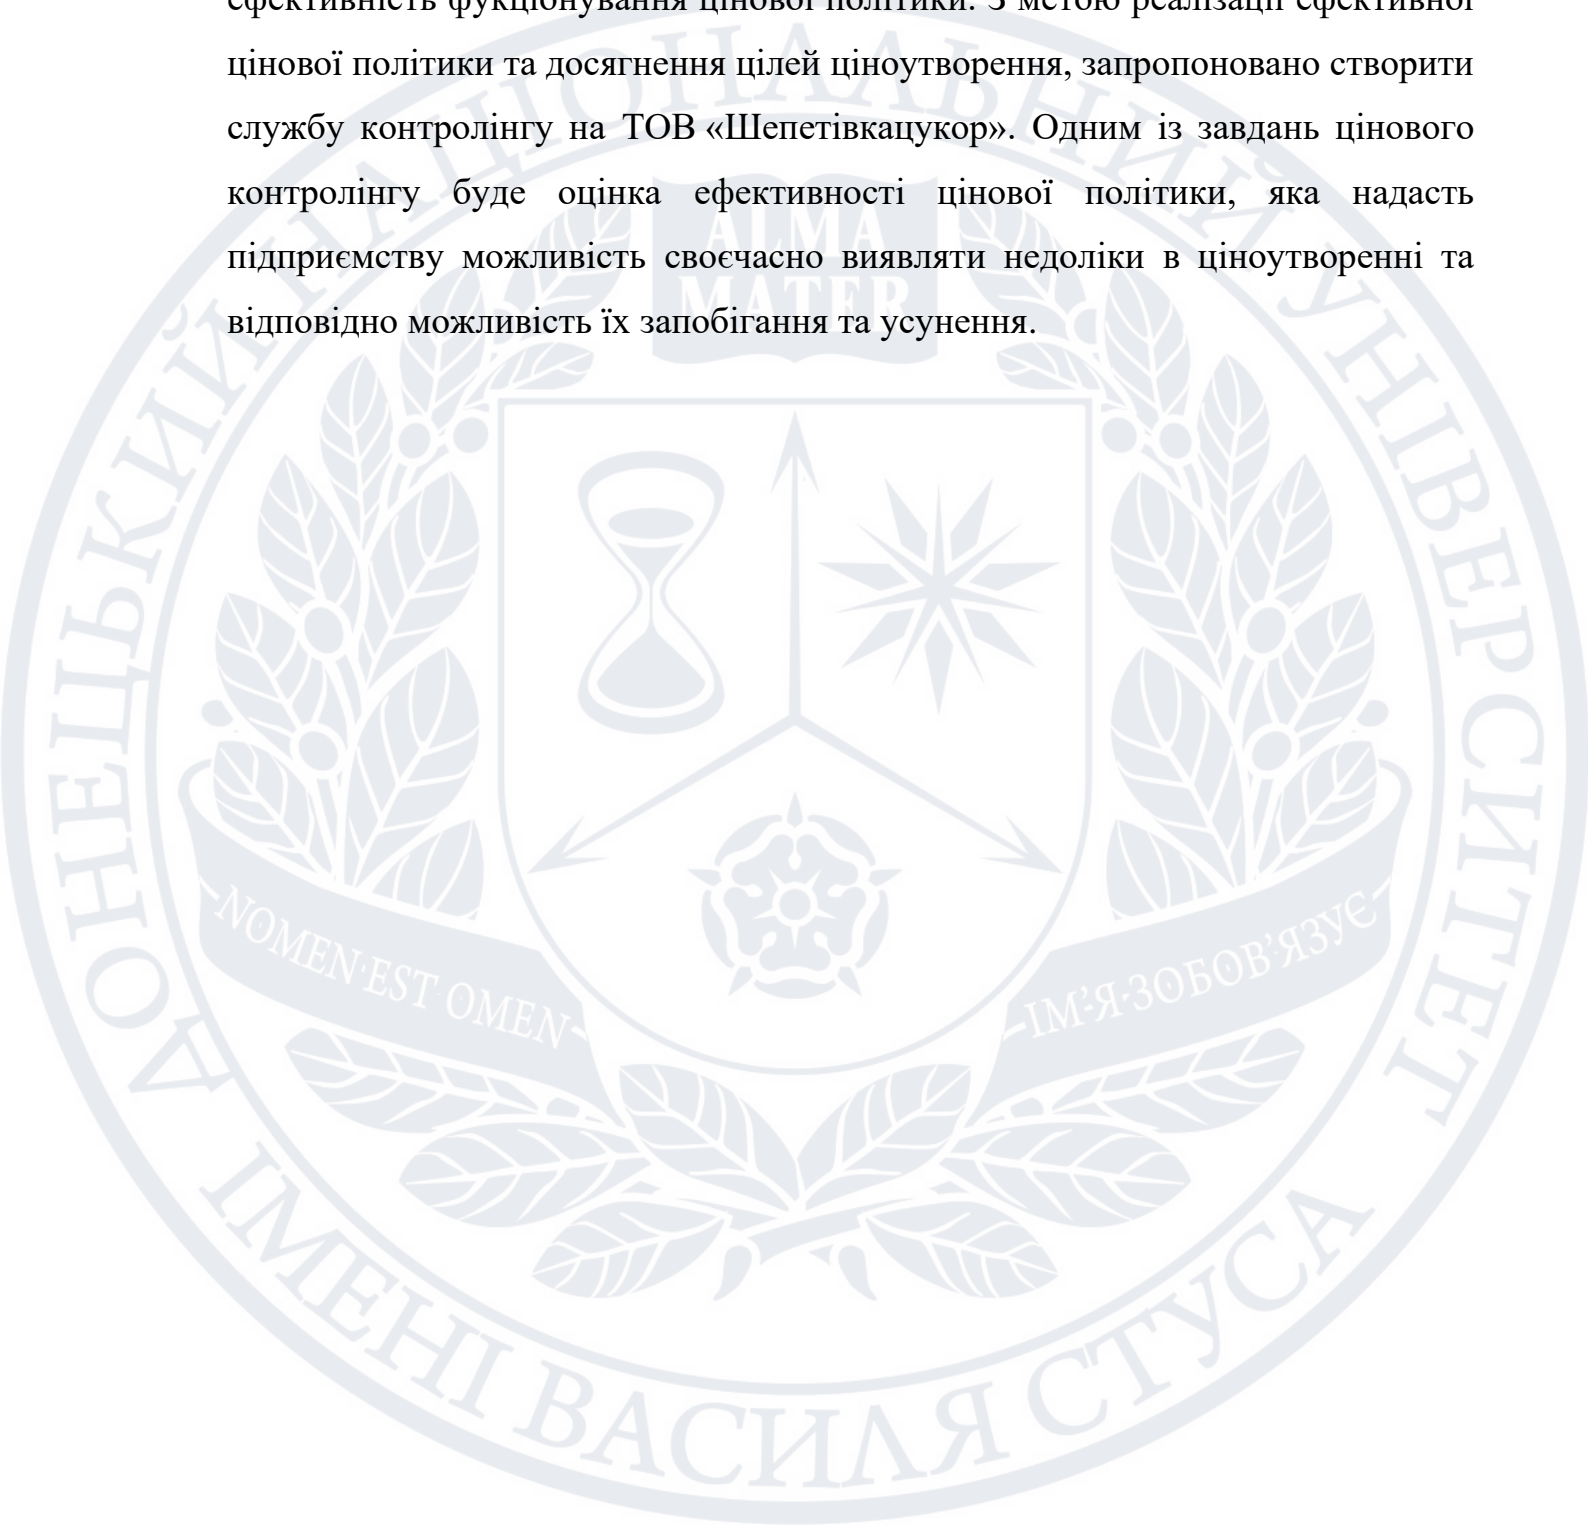 ефективність фукціонування цінової політики. З метою реалізації ефективної
цінової політики та досягнення цілей ціноутворення, запропоновано створити
службу контролінгу на ТОВ «Шепетівкацукор». Одним із завдань цінового
контролінгу буде оцінка ефективності цінової політики, яка надасть
підприємству можливість своєчасно виявляти недоліки в ціноутворенні та
відповідно можливість їх запобігання та усунення.
ДОНЕЦЬКИЙ НАЦІОНАЛЬНИЙ УНІВЕРСИТЕТ
ІМЕНІ ВАСИЛЯ СТУСА
ALMA
MATER
NOMEN EST OMEN
ІМ'Я ЗОБОВ'ЯЗУЄ